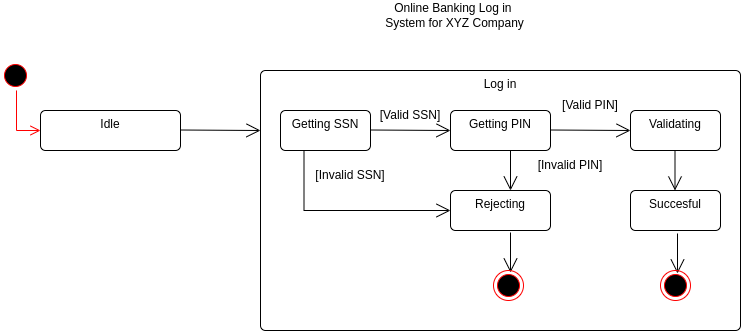 Online Banking Log in
System for XYZ Company
Log in
Idle
Getting SSN
[Valid SSN]
Getting PIN
[Valid PIN]
Validating
[Invalid SSN]
[Invalid PIN]
Rejecting
Succesful